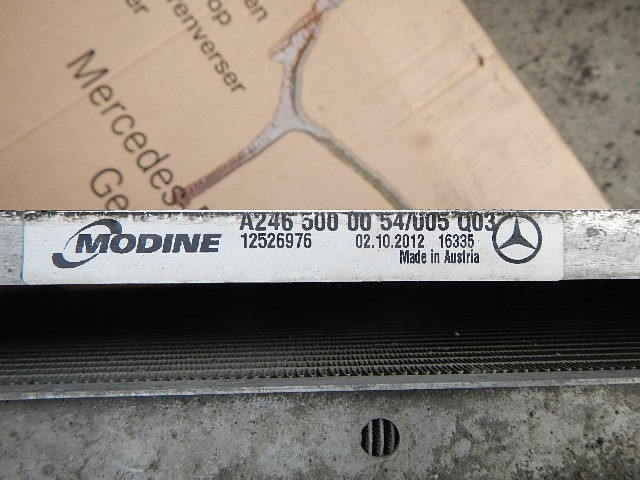 en
op
renverser
er
Mercedes
Ge
MODINE
A246 500 00 54/005 Q03
12526976 02.10.2012 16335
Made in Austria